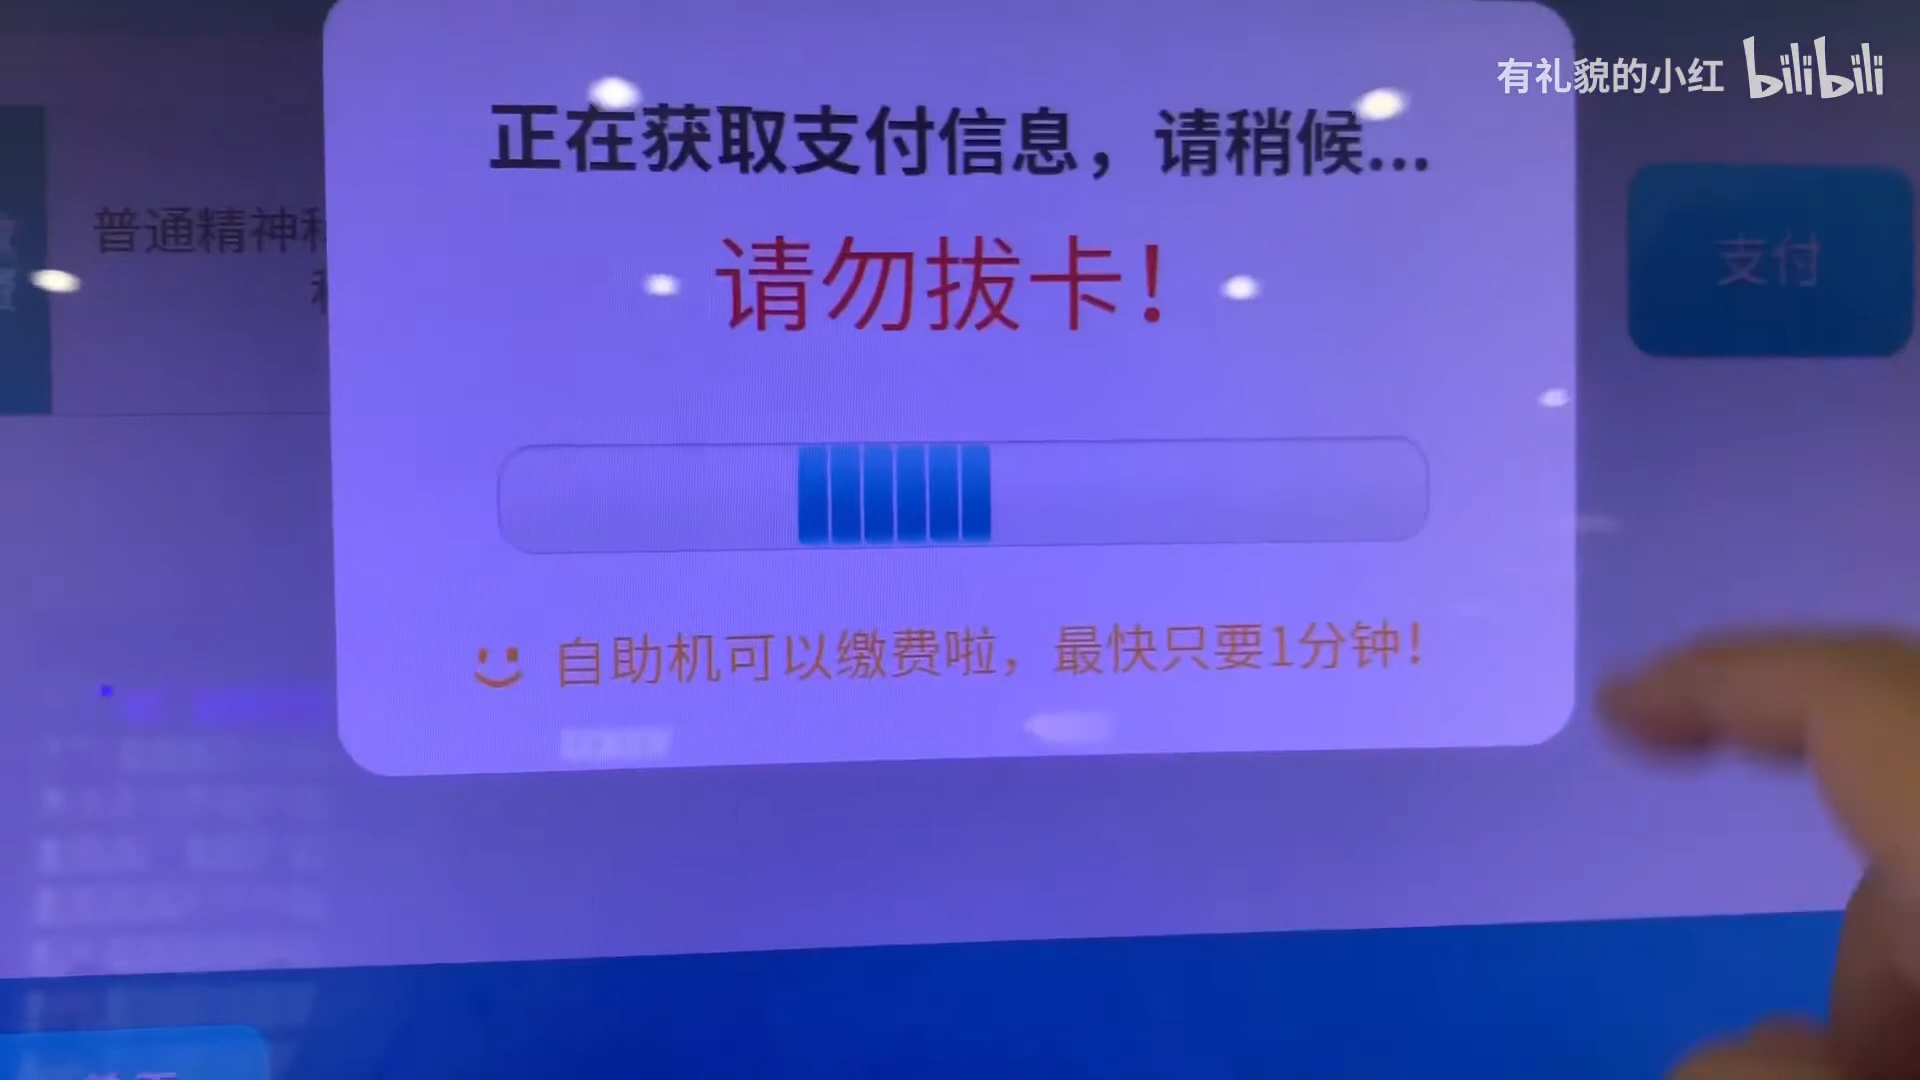 有礼貌的小红 bilibili
正在获取支付信息，请稍候...
请勿拔卡！
普通精神科
支付
自助机可以缴费啦，最快只要1分钟！